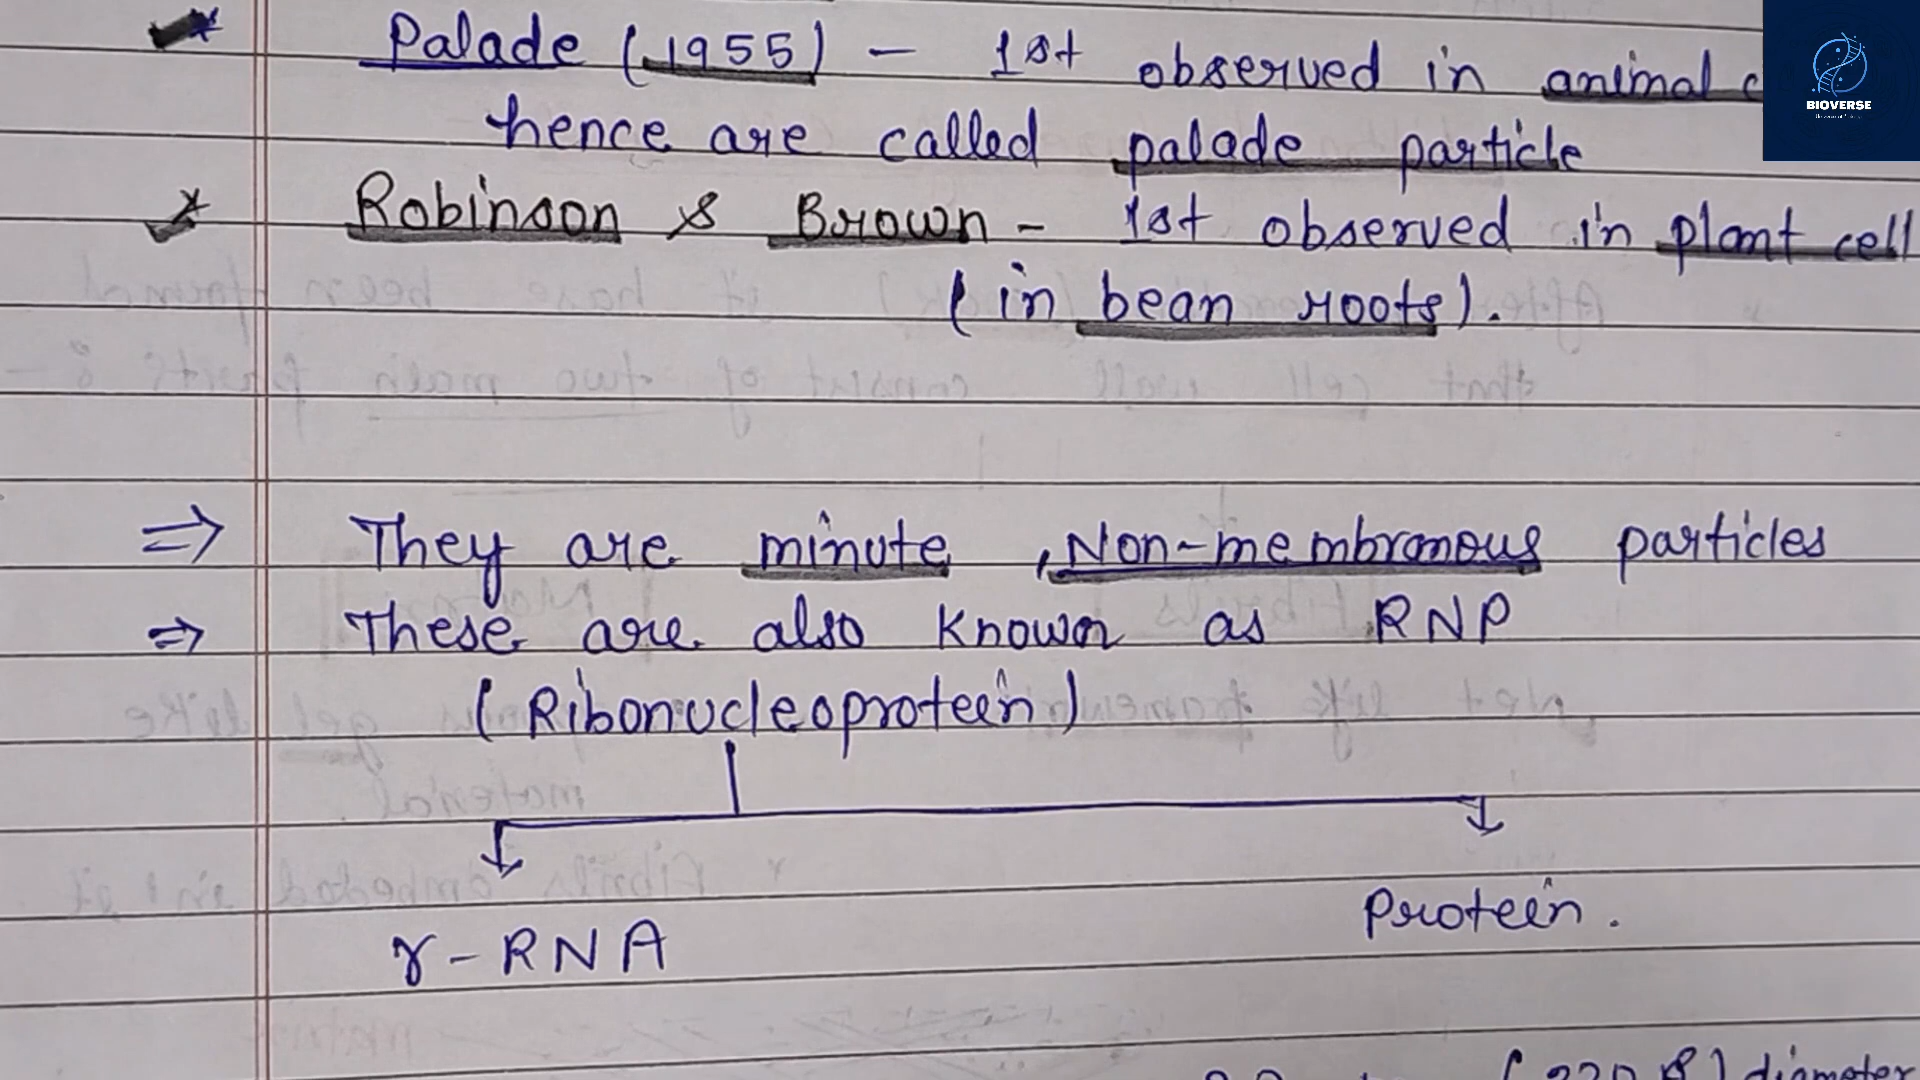 * Palade (1955) - 1st observed in animal
BIOVERSE
hence are called palade particle
* Robinson & Brown - 1st observed in plant cell
(in bean roots).
⇒ They are minute, Non-membranous particles
⇒ These are also known as RNP
(Ribonucleoprotein)
r-RNA
Protein.
diameter